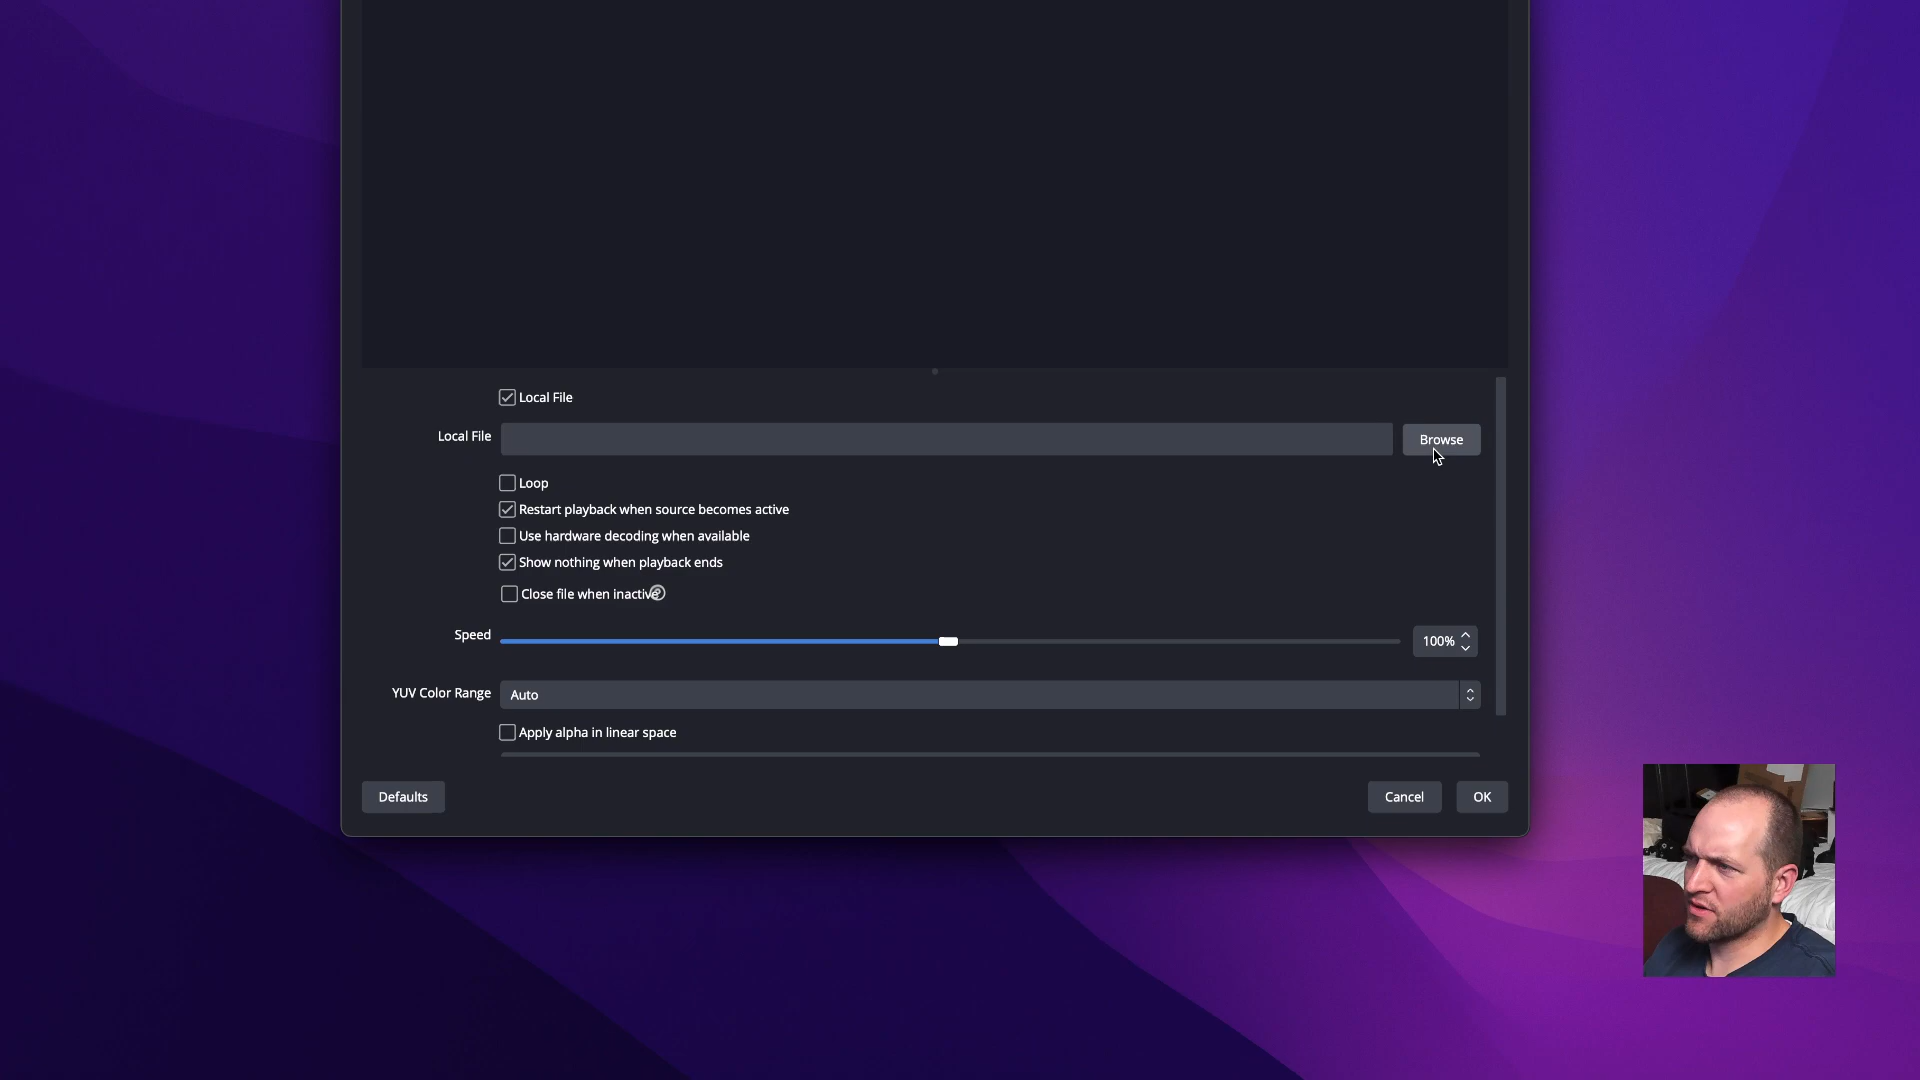 Local File
Local File
Browse
Loop
Restart playback when source becomes active
Use hardware decoding when available
Show nothing when playback ends
Close file when inactive
Speed
100%
YUV Color Range
Auto
Apply alpha in linear space
Defaults
Cancel
OK